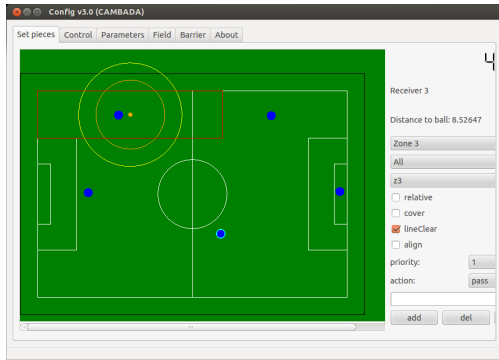 Config v3.0 (CAMBADA)
Set pieces Control Parameters Field Barrier About
4
Receiver 3
Distance to ball: 8.52647
Zone 3
All
z3
relative
cover
lineClear
align
priority: 1
action: pass
add del